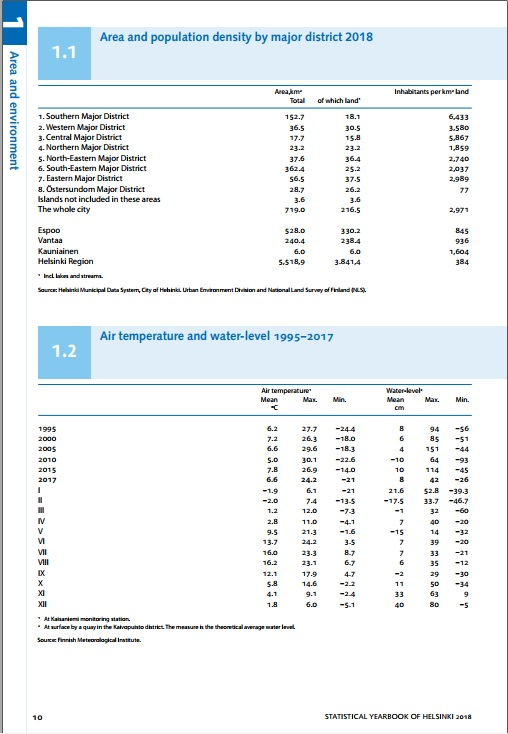 1
Area and environment
1.1
Area and population density by major district 2018
Area,km² Inhabitants per km² land
Total of which land*
1. Southern Major District 152.7 18.1 6,433
2. Western Major District 36.5 30.5 3,580
3. Central Major District 17.7 15.8 5,867
4. Northern Major District 23.2 23.2 1,859
5. North-Eastern Major District 37.6 36.4 2,740
6. South-Eastern Major District 362.4 25.2 2,037
7. Eastern Major District 56.5 37.5 2,989
8. Östersundom Major District 28.7 26.2 77
Islands not included in these areas 3.6 3.6
The whole city 719.0 216.5 2,971
Espoo 528.0 330.2 845
Vantaa 240.4 238.4 936
Kauniainen 6.0 6.0 1,604
Helsinki Region 5,518,9 3.841,4 384
* Incl. lakes and streams.
Source: Helsinki Municipal Data System, City of Helsinki, Urban Environment Division and National Land Survey of Finland (NLS).
1.2
Air temperature and water-level 1995–2017
Air temperature¹ Water-level²
Mean Max. Min. Mean Max. Min.
°C cm
1995 6.2 27.7 −24.4 8 94 −56
2000 7.2 26.3 −18.0 6 85 −51
2005 6.6 29.6 −18.3 4 151 −44
2010 5.0 30.1 −22.6 −10 64 −93
2015 7.8 26.9 −14.0 10 114 −45
2017 6.6 24.2 −21 8 42 −26
I −1.9 6.1 −21 21.6 52.8 −39.3
II −2.0 7.4 −13.5 −17.5 33.7 −46.7
III 1.2 12.0 −7.3 −1 32 −60
IV 2.8 11.0 −4.1 7 40 −20
V 9.5 21.3 −1.6 −15 14 −32
VI 13.7 24.2 3.5 7 39 −20
VII 16.0 23.3 8.7 7 33 −21
VIII 16.2 23.1 6.7 6 35 −12
IX 12.1 17.9 4.7 −2 29 −30
X 5.8 14.6 −2.2 11 50 −34
XI 4.1 9.1 −2.4 33 63 9
XII 1.8 6.0 −5.1 40 80 −5
¹ At Kaisaniemi monitoring station.
² At surface by a quay in the Kaivopuisto district. The measure is the theoretical average water level.
Source: Finnish Meteorological Institute.
10 STATISTICAL YEARBOOK OF HELSINKI 2018